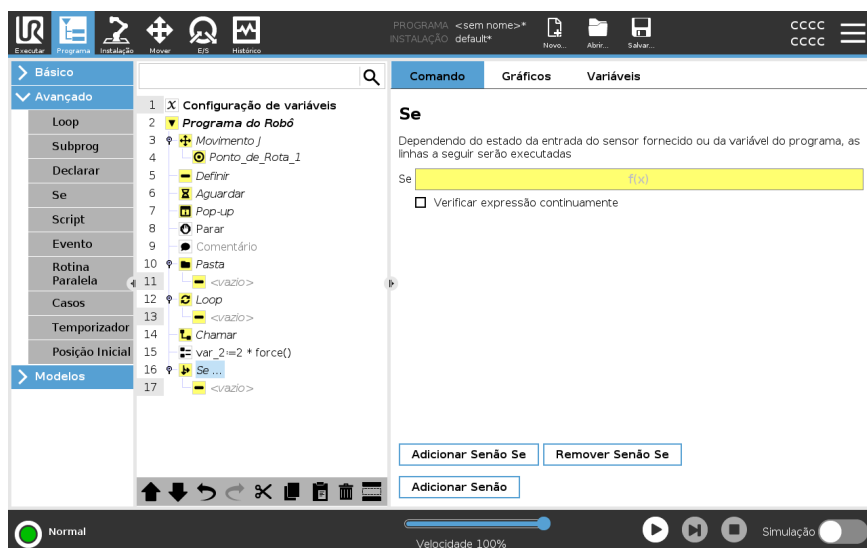 UR
Executar
Programa
Instalação
Mover
E/S
Histórico
PROGRAMA <sem nome>*
INSTALAÇÃO default*
Novo...
Abrir...
Salvar...
CCCC
CCCC
Básico
Avançado
Loop
Subprog
Declarar
Se
Script
Evento
Rotina
Paralela
Casos
Temporizador
Posição Inicial
Modelos
1 X Configuração de variáveis
2 Programa do Robô
3 Movimento J
4 Ponto_de_Rota_1
5 Definir
6 Aguardar
7 Pop-up
8 Parar
9 Comentário
10 Pasta
11 <vazio>
12 Loop
13 <vazio>
14 Chamar
15 var_2:=2 * force()
16 Se ...
17 <vazio>
Comando Gráficos Variáveis
Se
Dependendo do estado da entrada do sensor fornecido ou da variável do programa, as
linhas a seguir serão executadas
Se f(x)
Verificar expressão continuamente
Adicionar Senão Se Remover Senão Se
Adicionar Senão
Normal
Velocidade 100%
Simulação